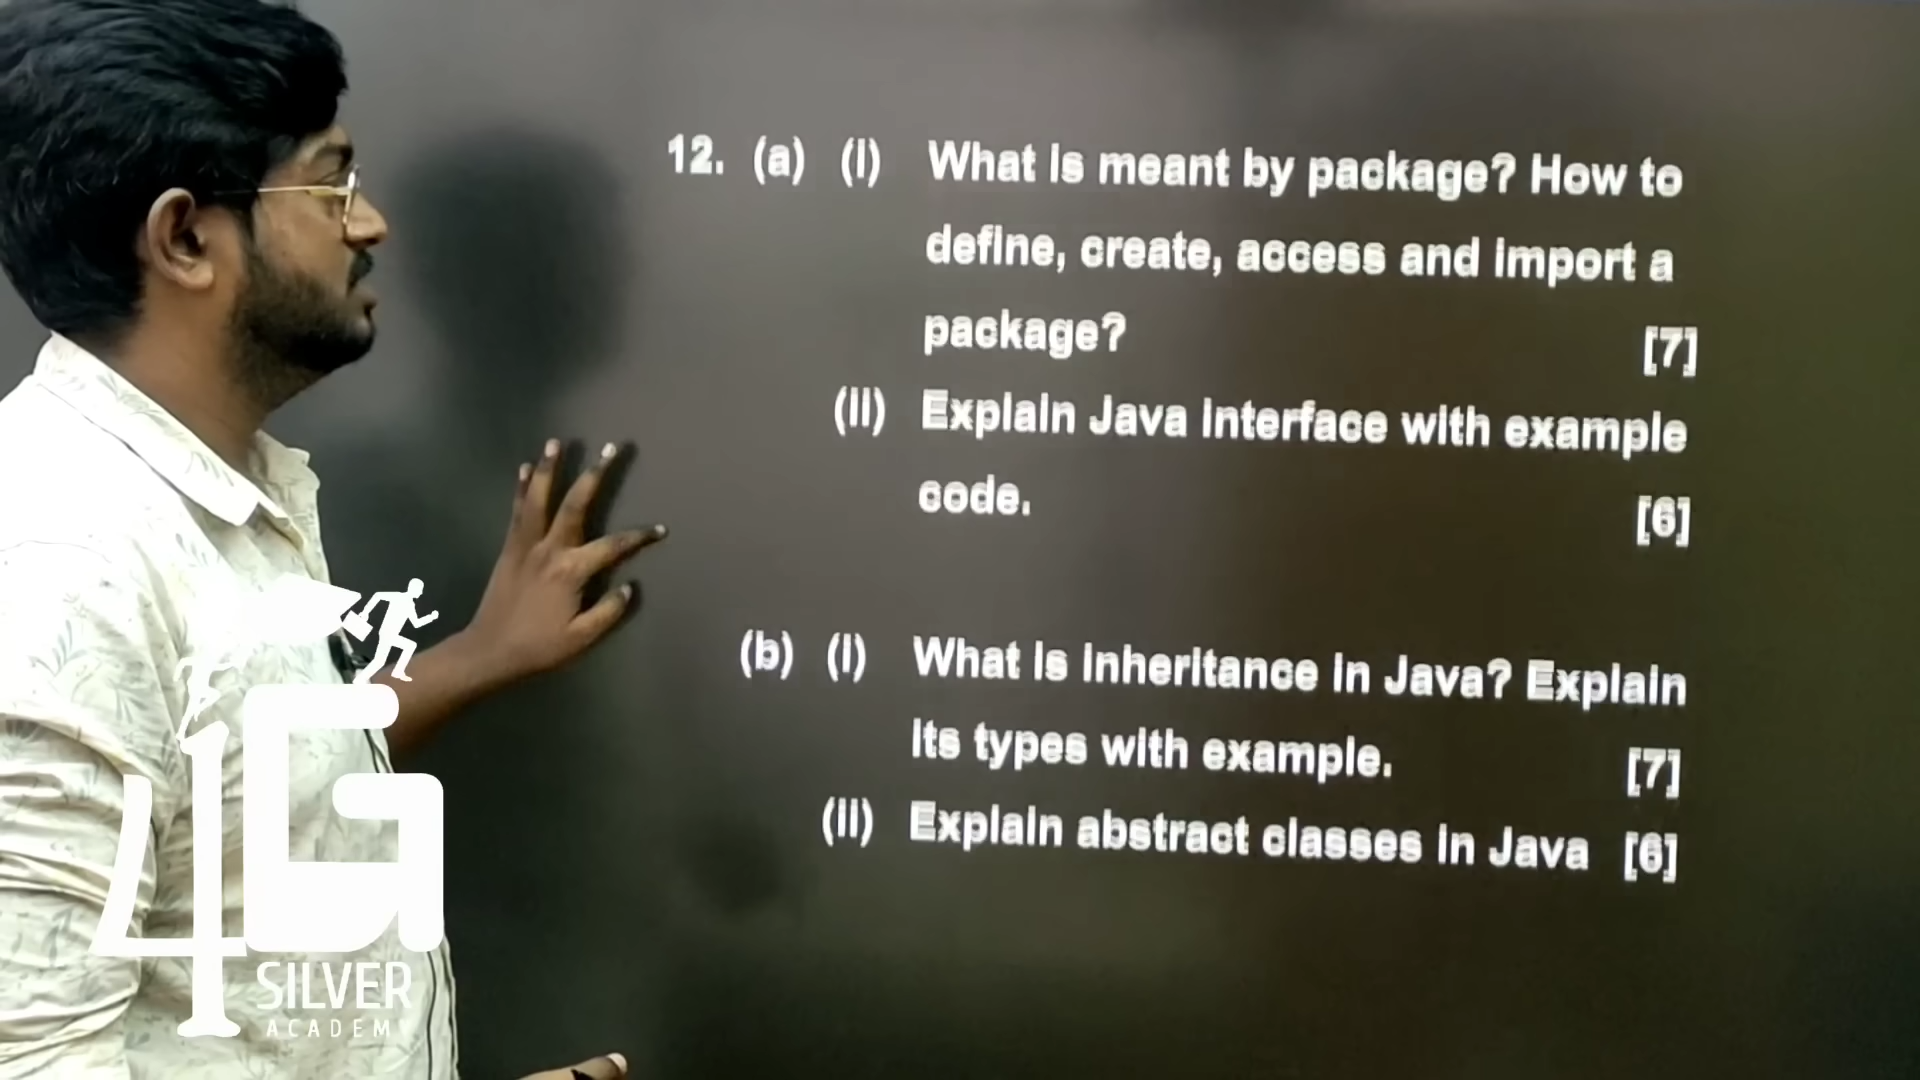 12. (a) (i) What is meant by package? How to
define, create, access and import a
package? [7]
(ii) Explain Java interface with example
code. [6]
(b) (i) What is inheritance in Java? Explain
its types with example. [7]
(ii) Explain abstract classes in Java [6]
4G
SILVER
ACADEMY